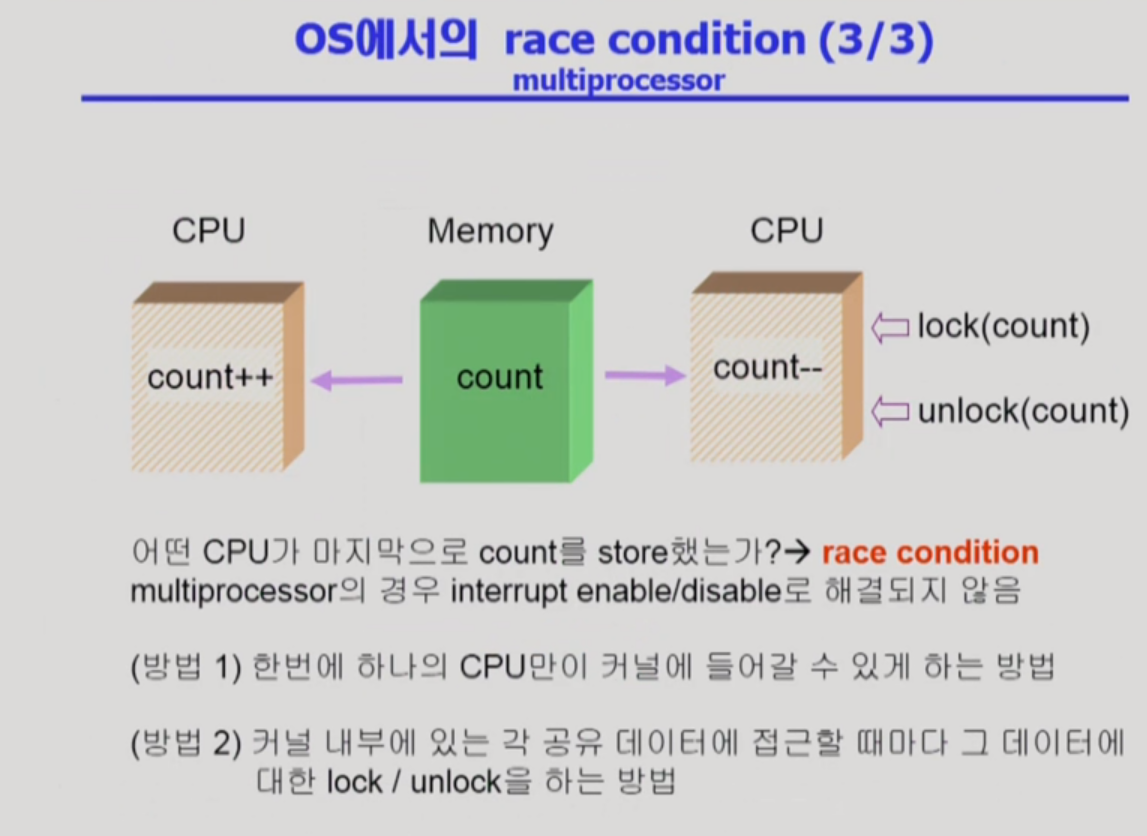 OS에서의 race condition (3/3)
multiprocessor
CPU
Memory
CPU
count++
count
count--
lock(count)
unlock(count)
어떤 CPU가 마지막으로 count를 store했는가?→ race condition
multiprocessor의 경우 interrupt enable/disable로 해결되지 않음
(방법 1) 한번에 하나의 CPU만이 커널에 들어갈 수 있게 하는 방법
(방법 2) 커널 내부에 있는 각 공유 데이터에 접근할 때마다 그 데이터에
대한 lock / unlock을 하는 방법